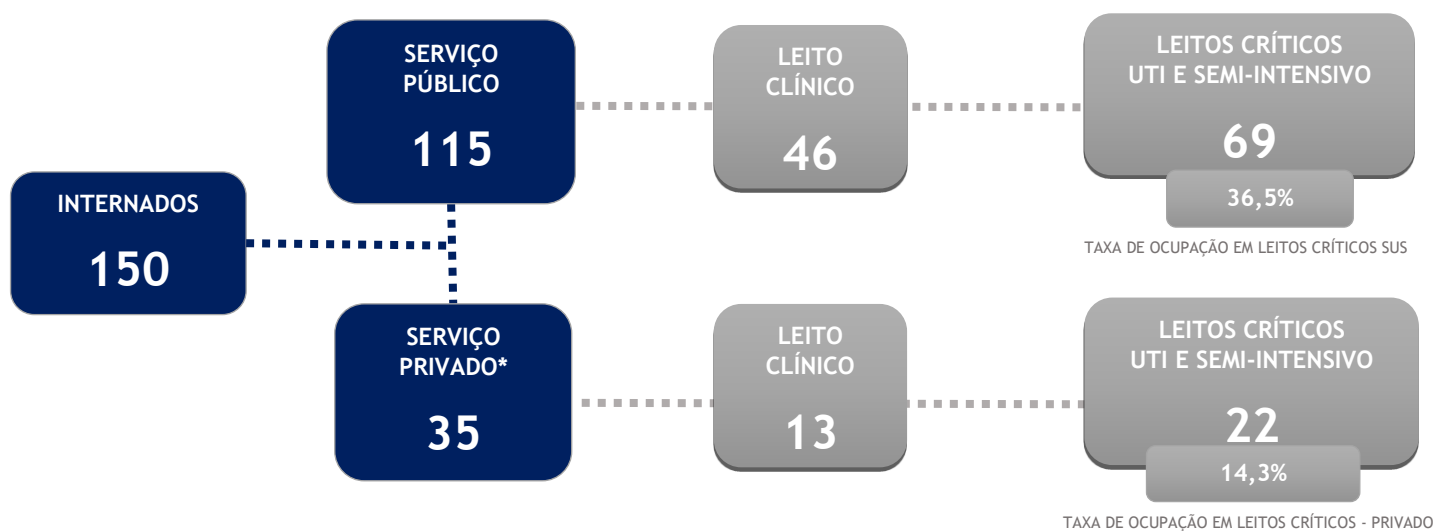 INTERNADOS
150
SERVIÇO
PÚBLICO
115
LEITO
CLÍNICO
46
LEITOS CRÍTICOS
UTI E SEMI-INTENSIVO
69
36,5%
TAXA DE OCUPAÇÃO EM LEITOS CRÍTICOS SUS
SERVIÇO
PRIVADO*
35
LEITO
CLÍNICO
13
LEITOS CRÍTICOS
UTI E SEMI-INTENSIVO
22
14,3%
TAXA DE OCUPAÇÃO EM LEITOS CRÍTICOS - PRIVADO